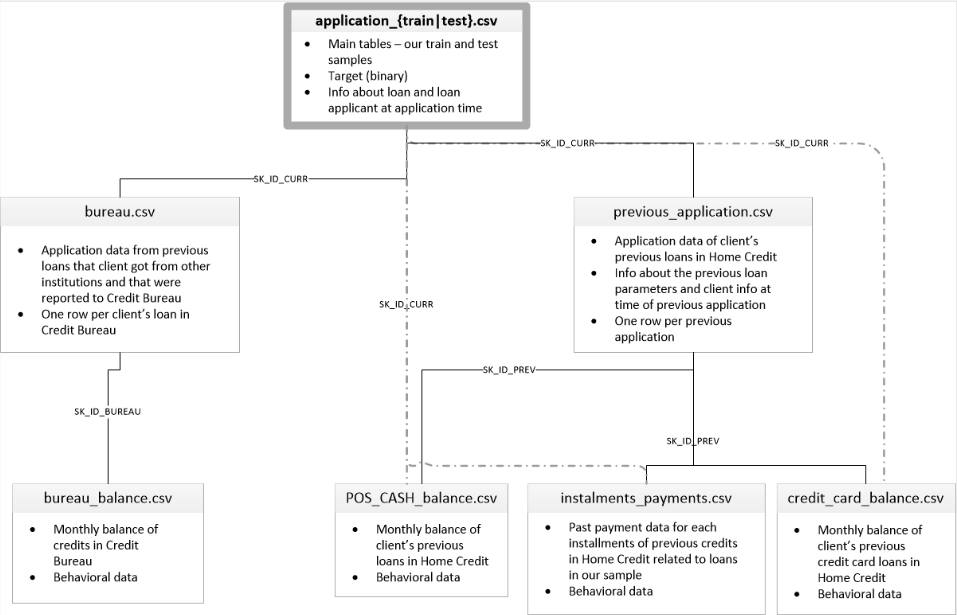 application_{train|test}.csv
• Main tables – our train and test
samples
• Target (binary)
• Info about loan and loan
applicant at application time
SK_ID_CURR
SK_ID_CURR
SK_ID_CURR
bureau.csv
• Application data from previous
loans that client got from other
institutions and that were
reported to Credit Bureau
• One row per client's loan in
Credit Bureau
previous_application.csv
• Application data of client's
previous loans in Home Credit
• Info about the previous loan
parameters and client info at
time of previous application
• One row per previous
application
SK_ID_CURR
SK_ID_PREV
SK_ID_BUREAU
SK_ID_PREV
bureau_balance.csv
• Monthly balance of
credits in Credit
Bureau
• Behavioral data
POS_CASH_balance.csv
• Monthly balance of
client's previous
loans in Home Credit
• Behavioral data
instalments_payments.csv
• Past payment data for each
installments of previous credits
in Home Credit related to loans
in our sample
• Behavioral data
credit_card_balance.csv
• Monthly balance of
client's previous
credit card loans in
Home Credit
• Behavioral data